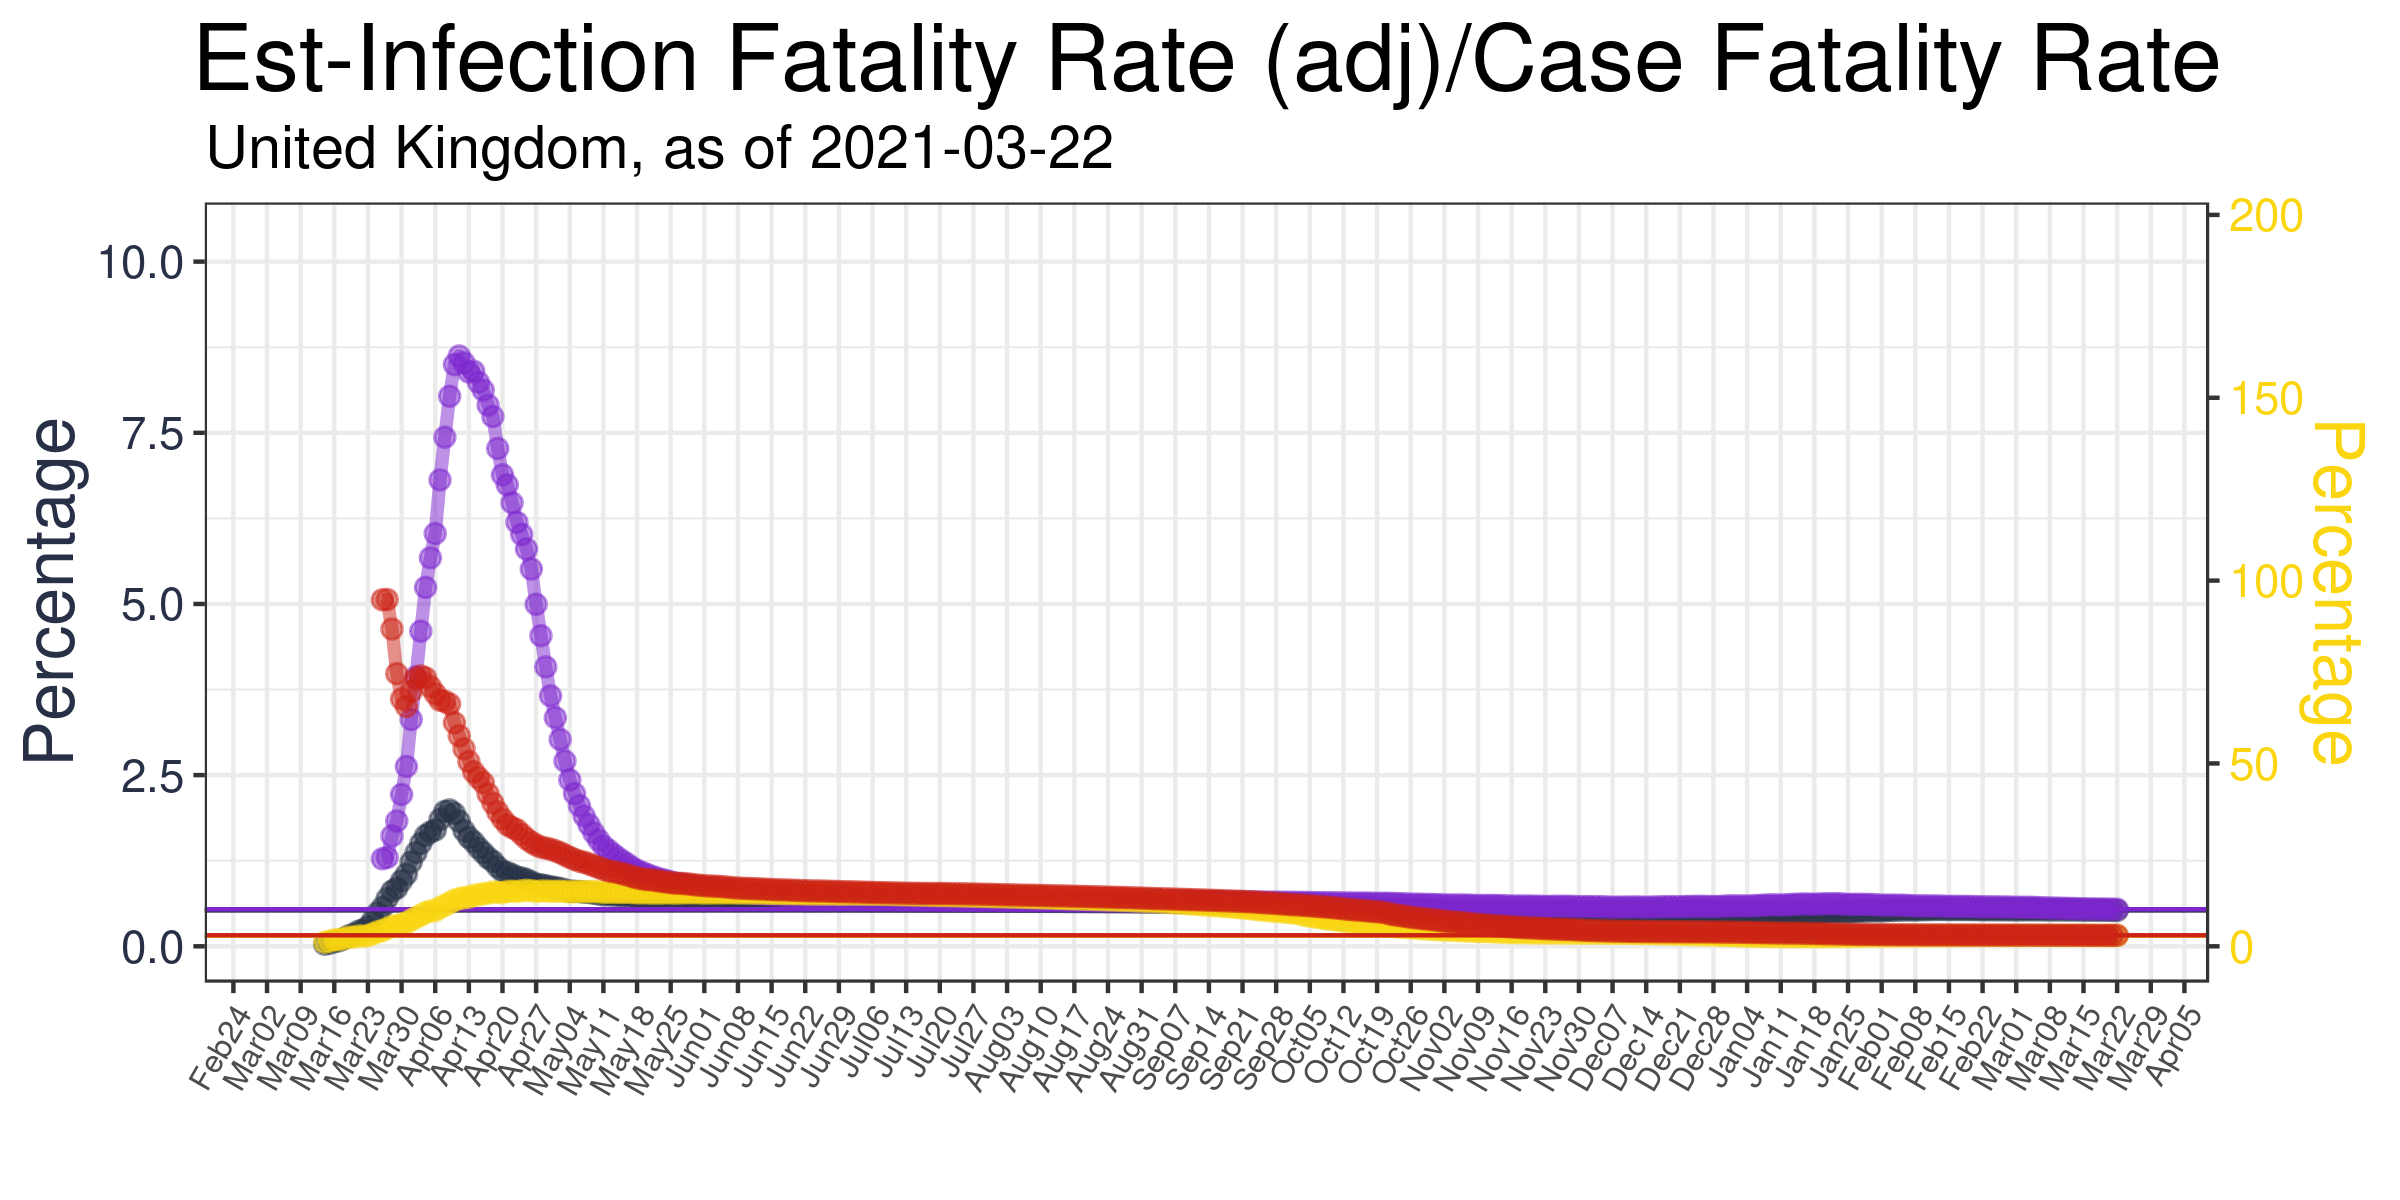 Est-Infection Fatality Rate (adj)/Case Fatality Rate
United Kingdom, as of 2021-03-22
Percentage
10.0
7.5
5.0
2.5
0.0
200
150
100
50
0
Percentage
Feb24
Mar02
Mar09
Mar16
Mar23
Mar30
Apr06
Apr13
Apr20
Apr27
May04
May11
May18
May25
Jun01
Jun08
Jun15
Jun22
Jun29
Jul06
Jul13
Jul20
Jul27
Aug03
Aug10
Aug17
Aug24
Aug31
Sep07
Sep14
Sep21
Sep28
Oct05
Oct12
Oct19
Oct26
Nov02
Nov09
Nov16
Nov23
Nov30
Dec07
Dec14
Dec21
Dec28
Jan04
Jan11
Jan18
Jan25
Feb01
Feb08
Feb15
Feb22
Mar01
Mar08
Mar15
Mar22
Mar29
Apr05